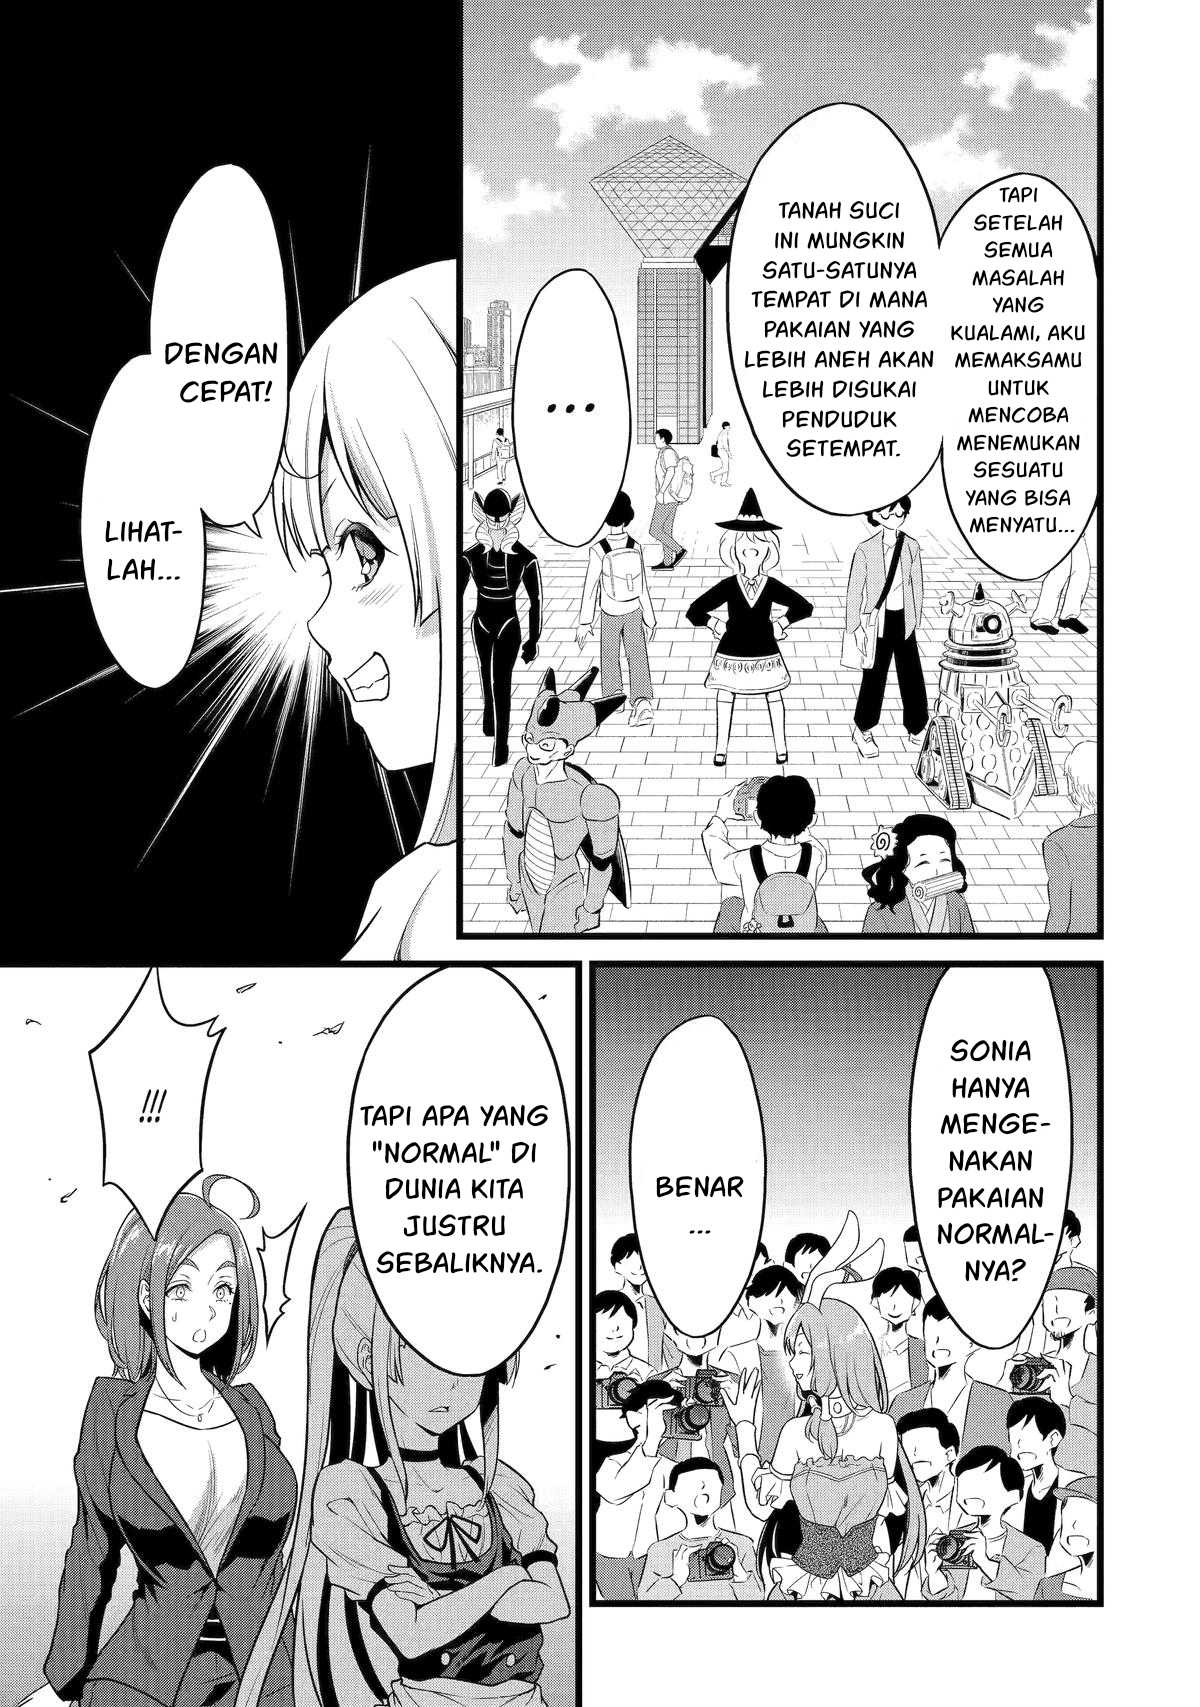 TAPI
SETELAH
SEMUA
MASALAH
YANG
KUALAMI, AKU
MEMAKSAMU
UNTUK
MENCOBA
MENEMUKAN
SESUATU
YANG BISA
MENYATU...
TANAH SUCI
INI MUNGKIN
SATU-SATUNYA
TEMPAT DI MANA
PAKAIAN YANG
LEBIH ANEH AKAN
LEBIH DISUKAI
PENDUDUK
SETEMPAT.
...
DENGAN
CEPAT!
LIHAT-
LAH...
SONIA
HANYA
MENGE-
NAKAN
PAKAIAN
NORMAL-
NYA?
BENAR
...
TAPI APA YANG
"NORMAL" DI
DUNIA KITA
JUSTRU
SEBALIKNYA.
!!!